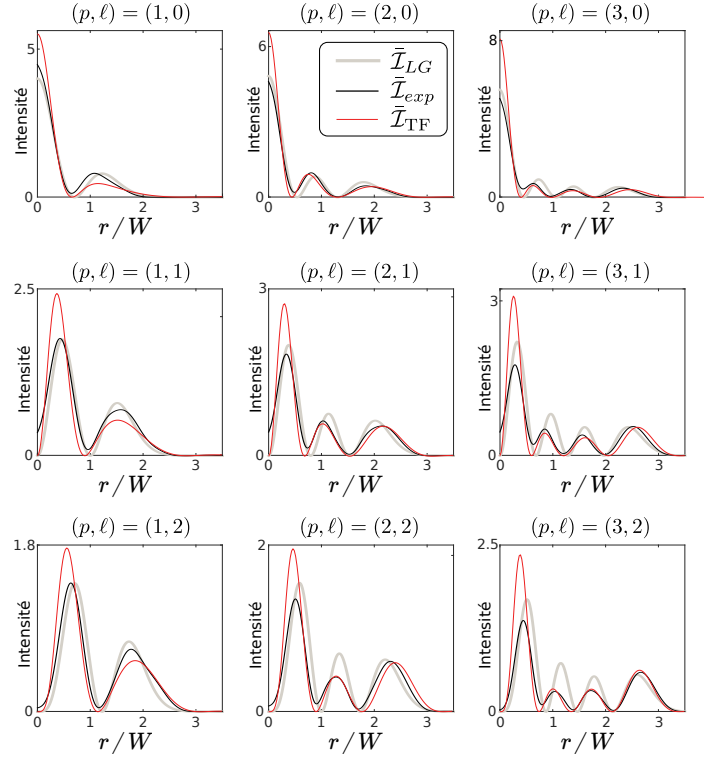 (p, ℓ) = (1, 0)
(p, ℓ) = (2, 0)
(p, ℓ) = (3, 0)
Intensité
5
0
0 1 2 3
r/W
Intensité
6
0
0 1 2 3
r/W
Ī_LG
Ī_exp
Ī_TF
Intensité
8
0
0 1 2 3
r/W
(p, ℓ) = (1, 1)
(p, ℓ) = (2, 1)
(p, ℓ) = (3, 1)
Intensité
2.5
0
0 1 2 3
r/W
Intensité
3
0
0 1 2 3
r/W
Intensité
3
0
0 1 2 3
r/W
(p, ℓ) = (1, 2)
(p, ℓ) = (2, 2)
(p, ℓ) = (3, 2)
Intensité
1.8
0
0 1 2 3
r/W
Intensité
2
0
0 1 2 3
r/W
Intensité
2.5
0
0 1 2 3
r/W